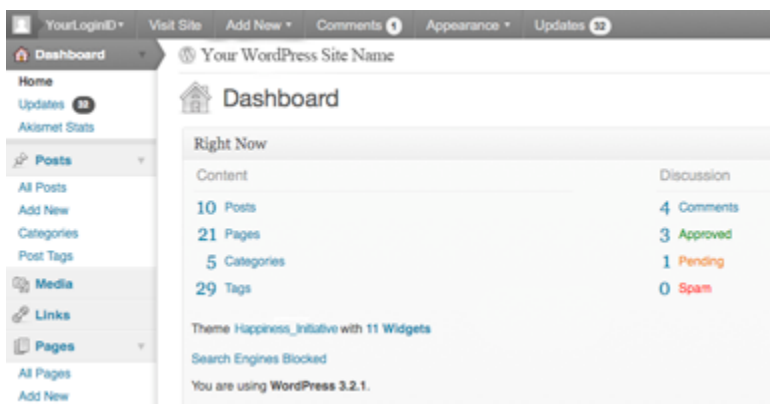 YourLoginID Visit Site Add New Comments 1 Appearance Updates 32
Dashboard
Home
Updates 32
Akismet Stats
Posts
All Posts
Add New
Categories
Post Tags
Media
Links
Pages
All Pages
Add New
Your WordPress Site Name
Dashboard
Right Now
Content
10 Posts
21 Pages
5 Categories
29 Tags
Discussion
4 Comments
3 Approved
1 Pending
0 Spam
Theme Happiness_Initiative with 11 Widgets
Search Engines Blocked
You are using WordPress 3.2.1.